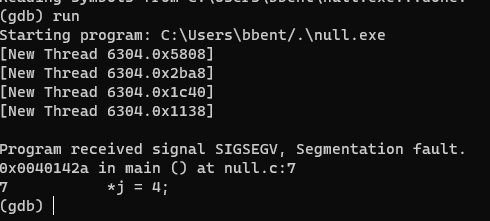 (gdb) run
Starting program: C:\Users\bbent/.\null.exe
[New Thread 6304.0x5808]
[New Thread 6304.0x2ba8]
[New Thread 6304.0x1c40]
[New Thread 6304.0x1138]
Program received signal SIGSEGV, Segmentation fault.
0x0040142a in main () at null.c:7
7 *j = 4;
(gdb)